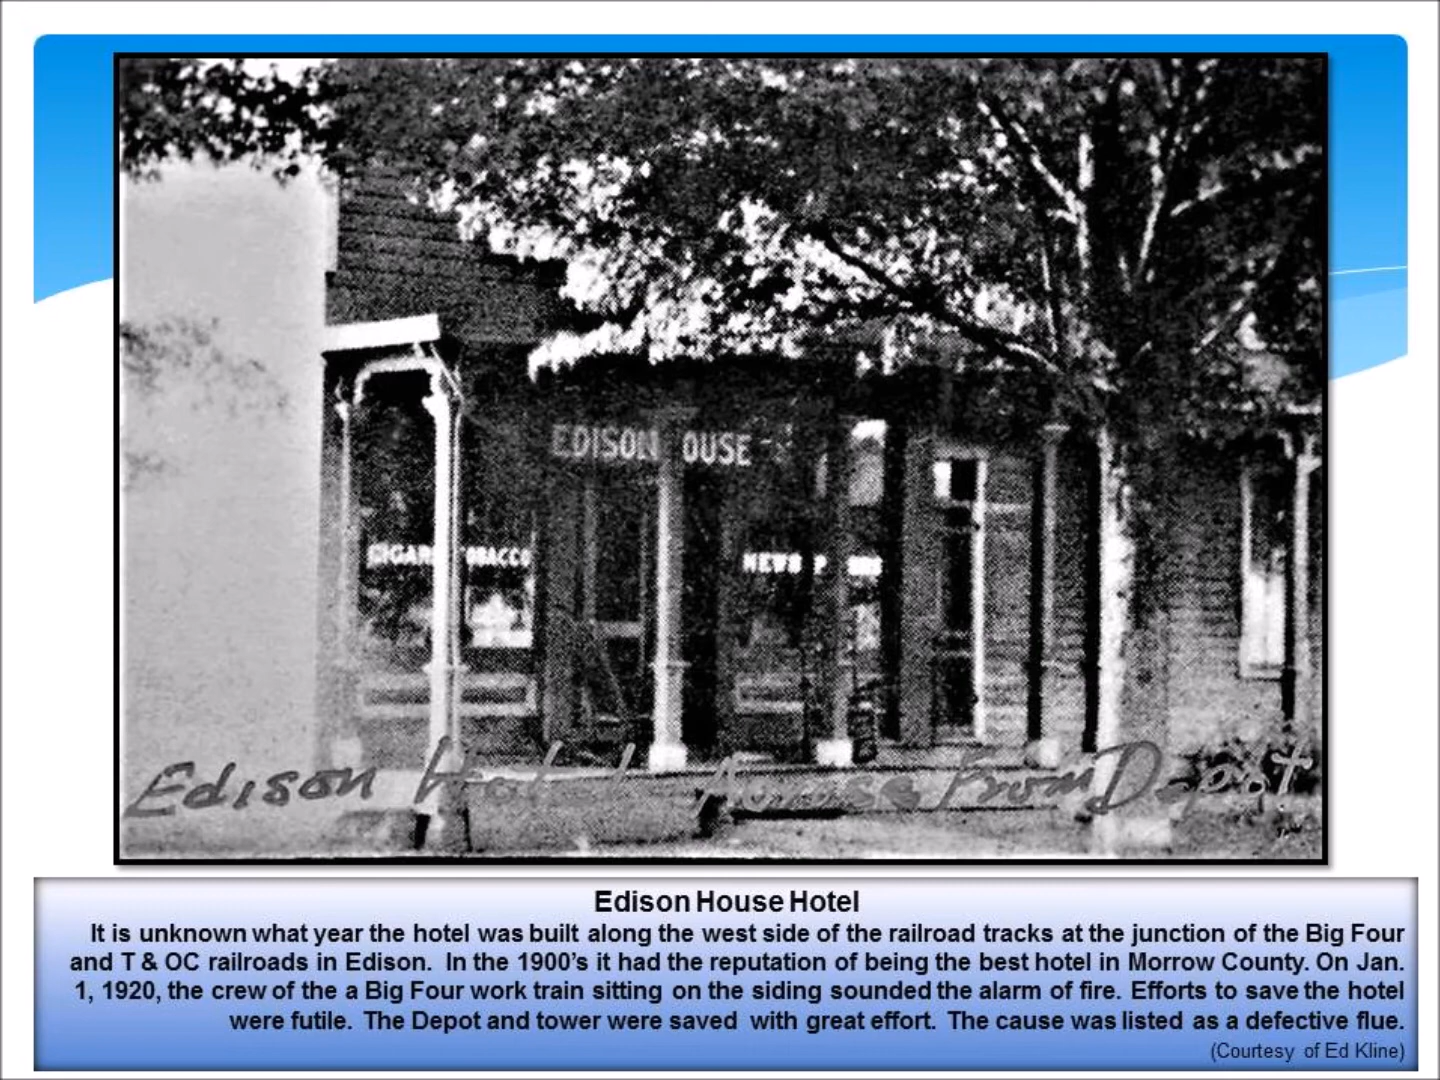 EDISON OUSE
CIGAR OBACCO
NEWS P
Edison Hotel Across From Depot
Edison House Hotel
It is unknown what year the hotel was built along the west side of the railroad tracks at the junction of the Big Four
and T & OC railroads in Edison. In the 1900's it had the reputation of being the best hotel in Morrow County. On Jan.
1, 1920, the crew of the a Big Four work train sitting on the siding sounded the alarm of fire. Efforts to save the hotel
were futile. The Depot and tower were saved with great effort. The cause was listed as a defective flue.
(Courtesy of Ed Kline)